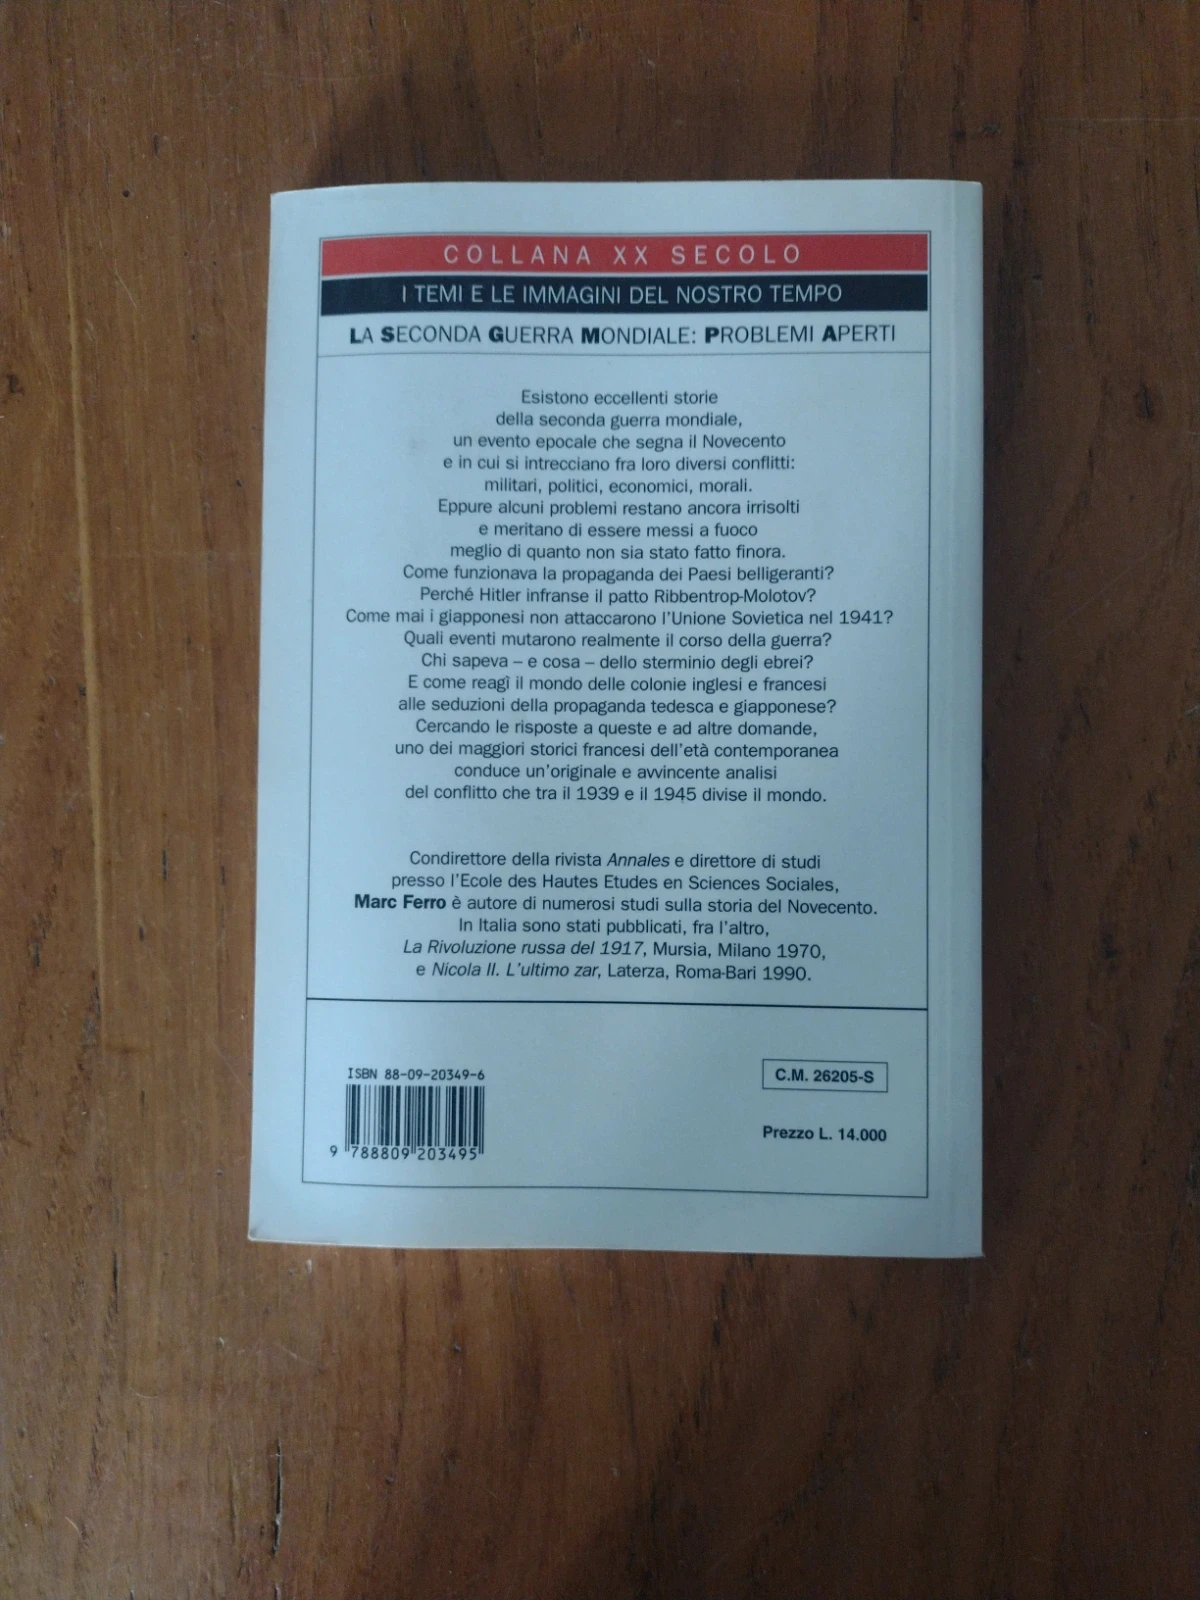 COLLANA XX SECOLO
I TEMI E LE IMMAGINI DEL NOSTRO TEMPO
LA SECONDA GUERRA MONDIALE: PROBLEMI APERTI
Esistono eccellenti storie
della seconda guerra mondiale,
un evento epocale che segna il Novecento
e in cui si intrecciano fra loro diversi conflitti:
militari, politici, economici, morali.
Eppure alcuni problemi restano ancora irrisolti
e meritano di essere messi a fuoco
meglio di quanto non sia stato fatto finora.
Come funzionava la propaganda dei Paesi belligeranti?
Perché Hitler infranse il patto Ribbentrop-Molotov?
Come mai i giapponesi non attaccarono l'Unione Sovietica nel 1941?
Quali eventi mutarono realmente il corso della guerra?
Chi sapeva – e cosa – dello sterminio degli ebrei?
E come reagì il mondo delle colonie inglesi e francesi
alle seduzioni della propaganda tedesca e giapponese?
Cercando le risposte a queste e ad altre domande,
uno dei maggiori storici francesi dell'età contemporanea
conduce un'originale e avvincente analisi
del conflitto che tra il 1939 e il 1945 divise il mondo.
Condirettore della rivista Annales e direttore di studi
presso l'Ecole des Hautes Etudes en Sciences Sociales,
Marc Ferro è autore di numerosi studi sulla storia del Novecento.
In Italia sono stati pubblicati, fra l'altro,
La Rivoluzione russa del 1917, Mursia, Milano 1970,
e Nicola II. L'ultimo zar, Laterza, Roma-Bari 1990.
ISBN 88-09-20349-6
9 788809 203495
C.M. 26205-S
Prezzo L. 14.000